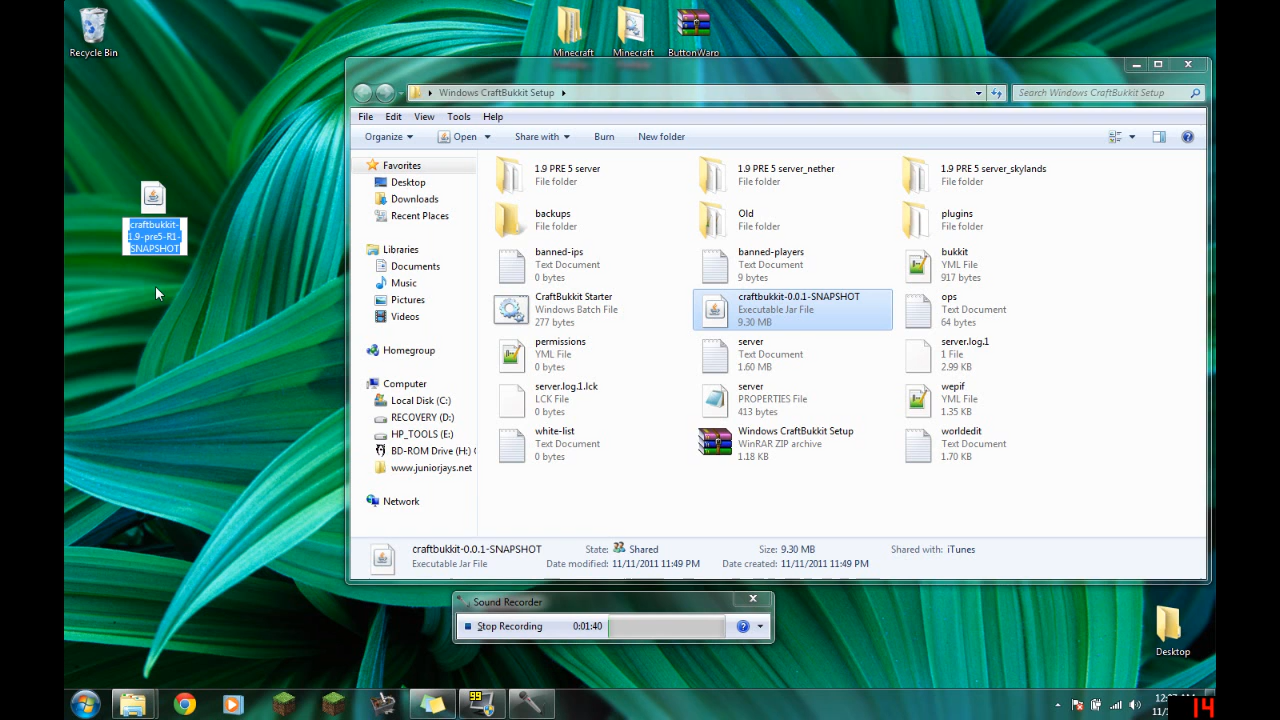 Recycle Bin
Minecraft
Minecraft
ButtonWarp
craftbukkit-
1.9-pre5-R1-
SNAPSHOT
Windows CraftBukkit Setup
Search Windows CraftBukkit Setup
File Edit View Tools Help
Organize Open Share with Burn New folder
Favorites
Desktop
Downloads
Recent Places
Libraries
Documents
Music
Pictures
Videos
Homegroup
Computer
Local Disk (C:)
RECOVERY (D:)
HP_TOOLS (E:)
BD-ROM Drive (H:)
www.juniorjays.net
Network
1.9 PRE 5 server
File folder
1.9 PRE 5 server_nether
File folder
1.9 PRE 5 server_skylands
File folder
backups
File folder
Old
File folder
plugins
File folder
banned-ips
Text Document
0 bytes
banned-players
Text Document
9 bytes
bukkit
YML File
917 bytes
CraftBukkit Starter
Windows Batch File
277 bytes
craftbukkit-0.0.1-SNAPSHOT
Executable Jar File
9.30 MB
ops
Text Document
64 bytes
permissions
YML File
0 bytes
server
Text Document
1.60 MB
server.log.1
1 File
2.99 KB
server.log.1.lck
LCK File
0 bytes
server
PROPERTIES File
413 bytes
wepif
YML File
1.35 KB
white-list
Text Document
0 bytes
Windows CraftBukkit Setup
WinRAR ZIP archive
1.18 KB
worldedit
Text Document
1.70 KB
craftbukkit-0.0.1-SNAPSHOT State: Shared Size: 9.30 MB Shared with: iTunes
Executable Jar File Date modified: 11/11/2011 11:49 PM Date created: 11/11/2011 11:49 PM
Sound Recorder
Stop Recording 0:01:40
Desktop
99
14